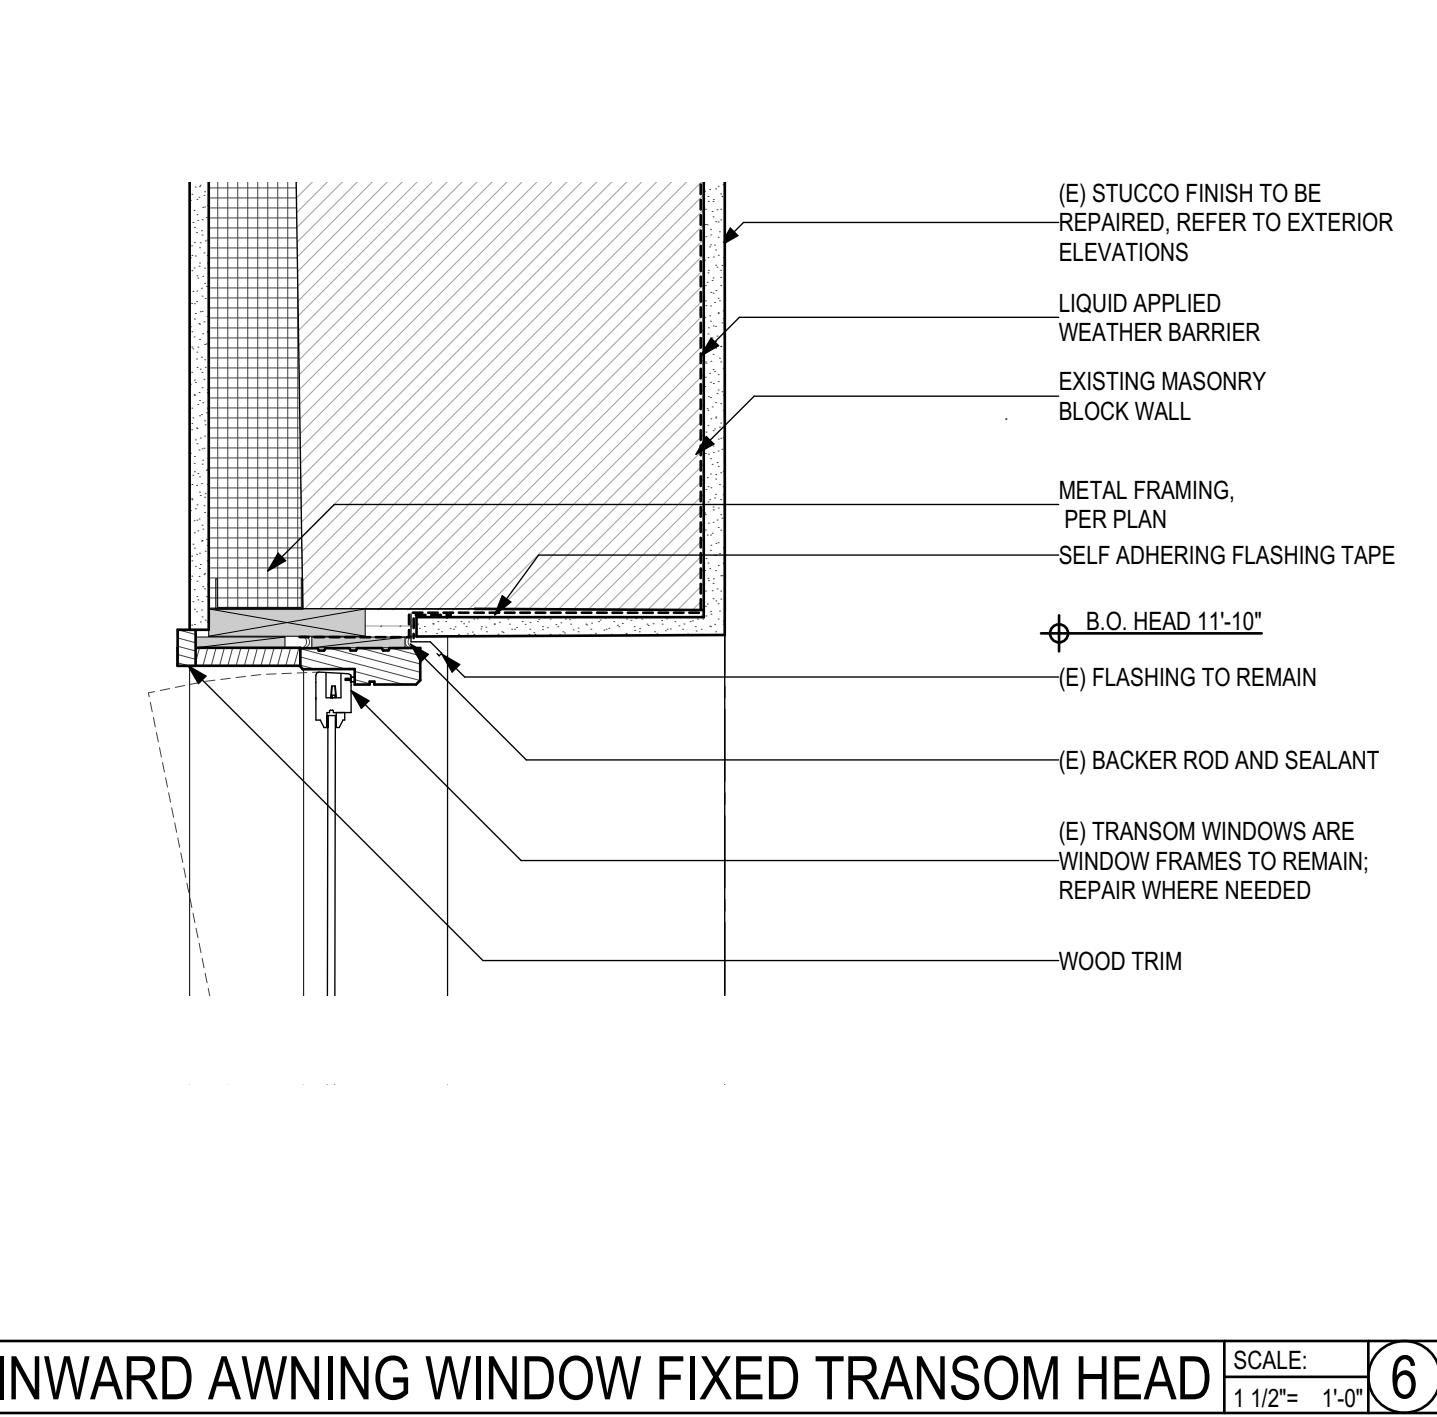 (E) STUCCO FINISH TO BE
REPAIRED, REFER TO EXTERIOR
ELEVATIONS
LIQUID APPLIED
WEATHER BARRIER
EXISTING MASONRY
BLOCK WALL
METAL FRAMING,
PER PLAN
SELF ADHERING FLASHING TAPE
B.O. HEAD 11'-10"
(E) FLASHING TO REMAIN
(E) BACKER ROD AND SEALANT
(E) TRANSOM WINDOWS ARE
WINDOW FRAMES TO REMAIN;
REPAIR WHERE NEEDED
WOOD TRIM
INWARD AWNING WINDOW FIXED TRANSOM HEAD
SCALE:
1 1/2"= 1'-0"
6